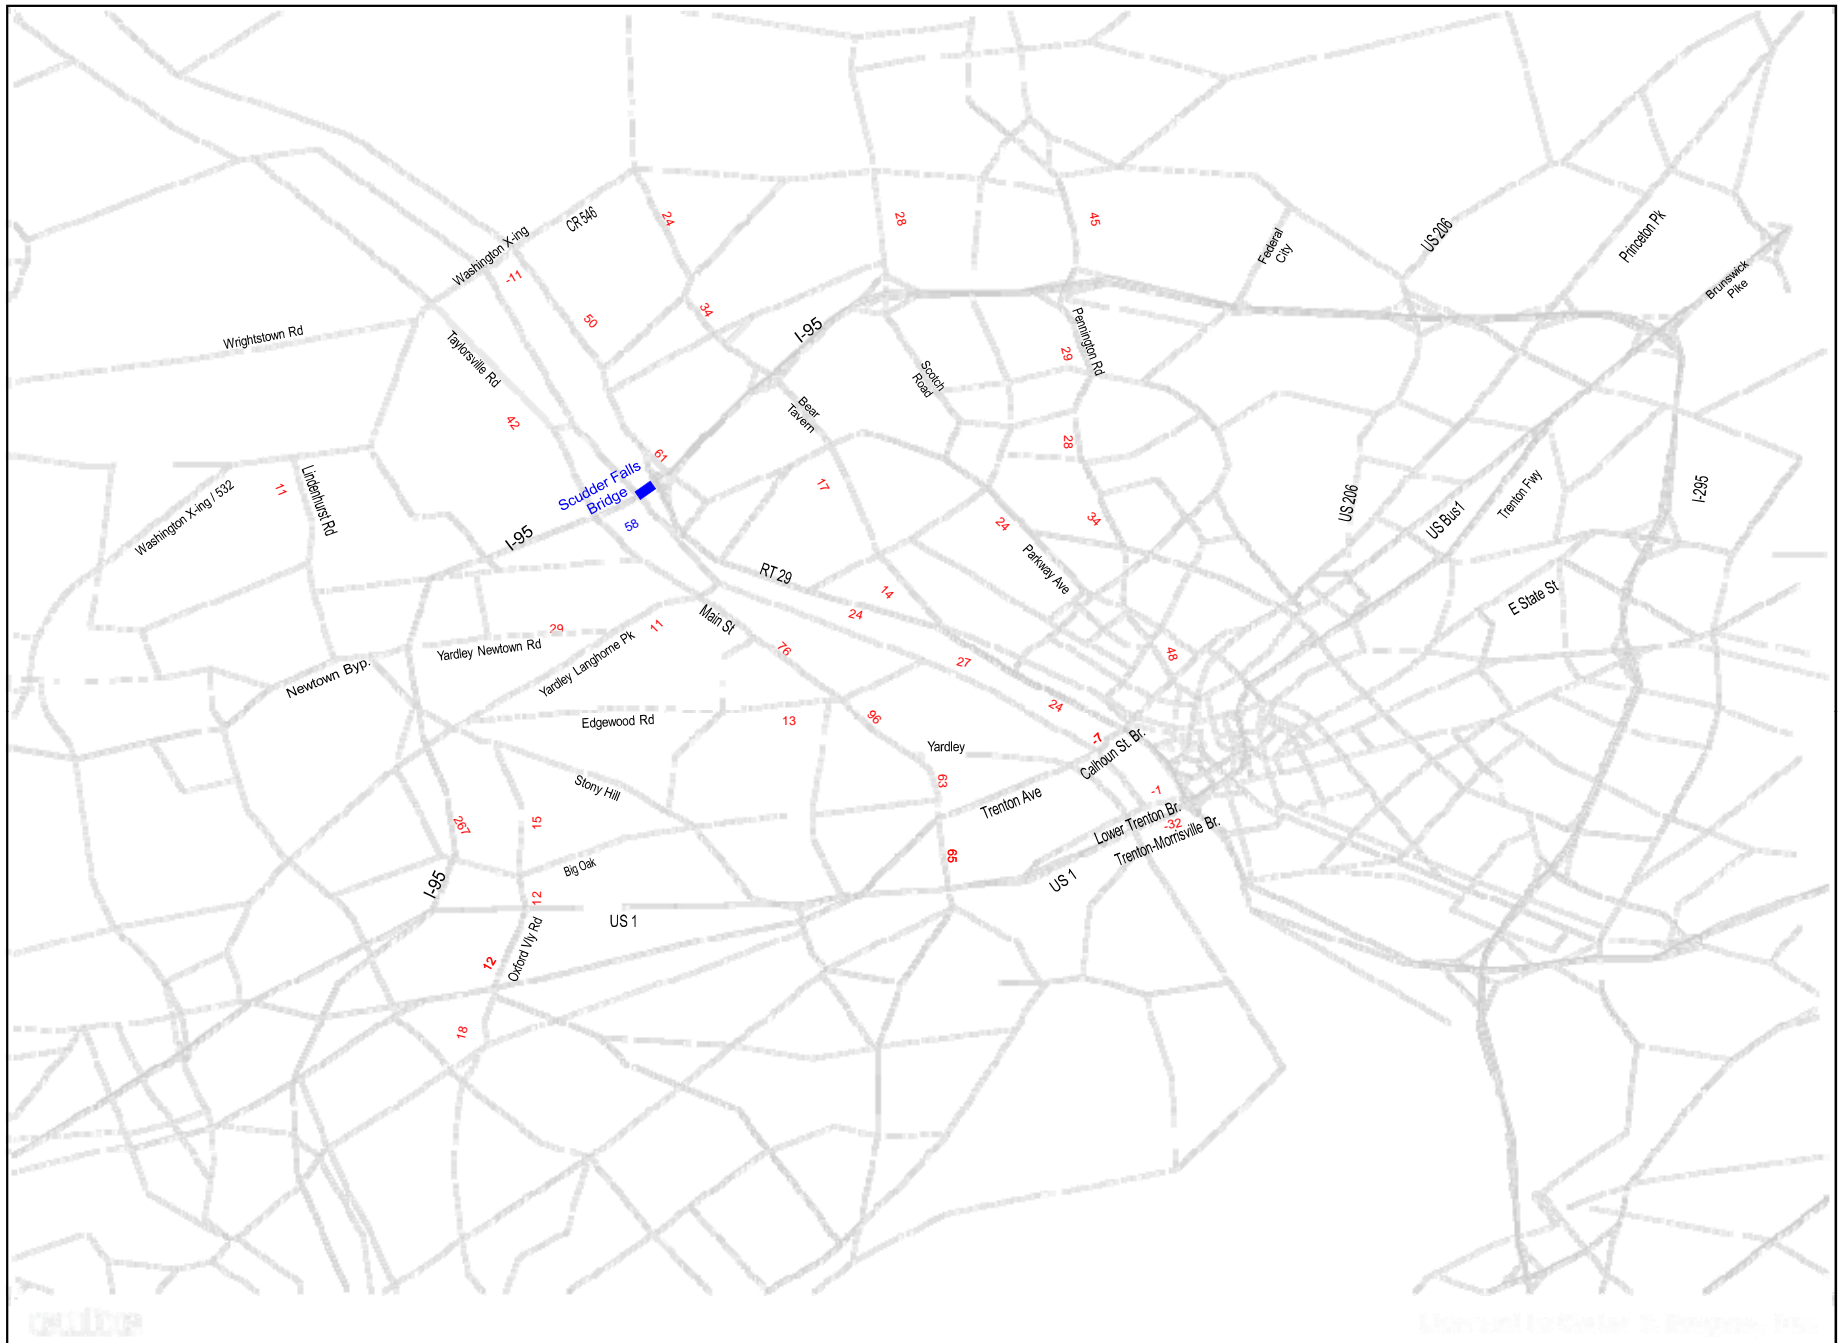 CR 546
24
28
45
Washington X-ing
-11
Federal
City
US 206
Princeton Pk
Brunswick
Pike
50
34
I-95
Wrightstown Rd
Taylorsville Rd
Pennington Rd
29
Scotch
Road
Bear
Tavern
42
61
28
Scudder Falls
Bridge
58
17
Lindenhurst Rd
11
Washington X-ing / 532
I-95
24
34
US 206
US Bus1
Trenton Fwy
I-295
Parkway Ave
RT 29
14
24
E State St
Main St
29
11
Yardley Newtown Rd
Yardley Langhorne Pk
76
27
48
Newtown Byp.
Edgewood Rd
13
96
24
-7
Calhoun St. Br.
Yardley
63
Stony Hill
Trenton Ave
-1
Lower Trenton Br.
-32
Trenton-Morrisville Br.
267
15
65
Big Oak
I-95
12
US 1
US 1
Oxford Vly Rd
12
18